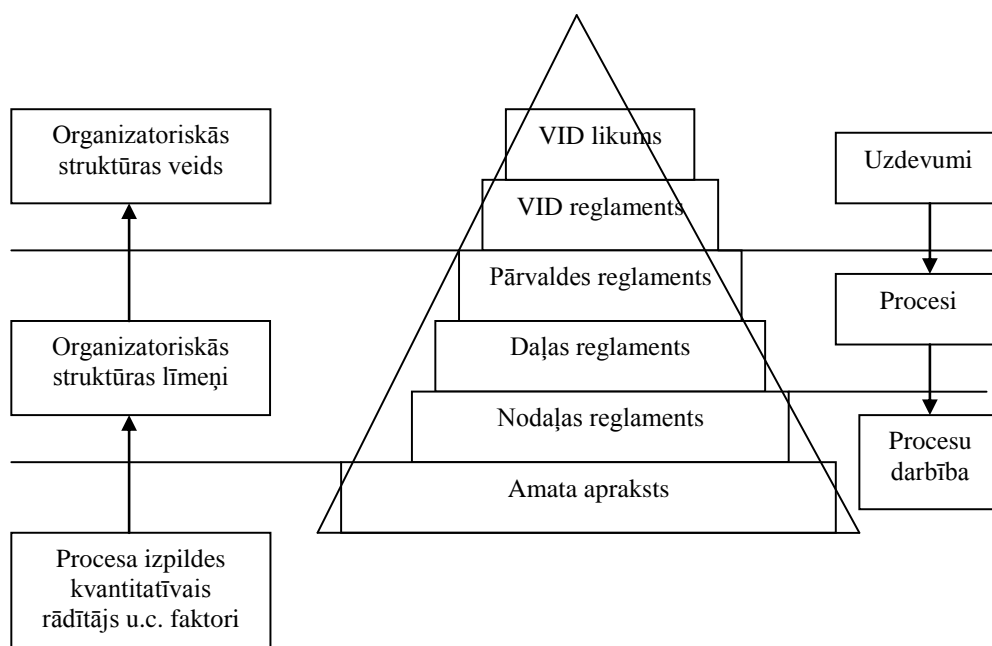 Organizatoriskās
struktūras veids
Organizatoriskās
struktūras līmeņi
Procesa izpildes
kvantitatīvais
rādītājs u.c. faktori
VID likums
VID reglaments
Pārvaldes reglaments
Daļas reglaments
Nodaļas reglaments
Amata apraksts
Uzdevumi
Procesi
Procesu
darbība